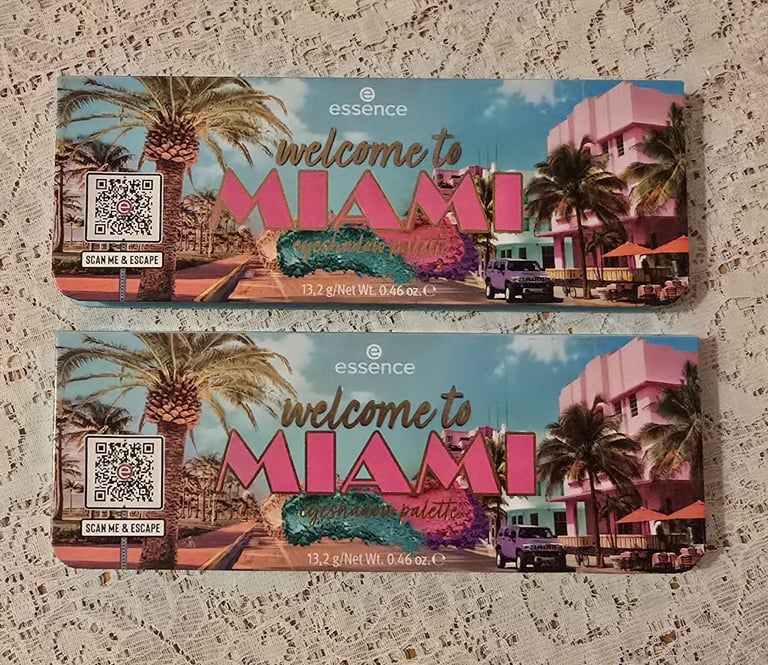 essence
welcome to
MIAMI
eyeshadow palette
SCAN ME & ESCAPE
13,2 g/Net Wt. 0.46 oz.℮
essence
welcome to
MIAMI
eyeshadow palette
SCAN ME & ESCAPE
13,2 g/Net Wt. 0.46 oz.℮